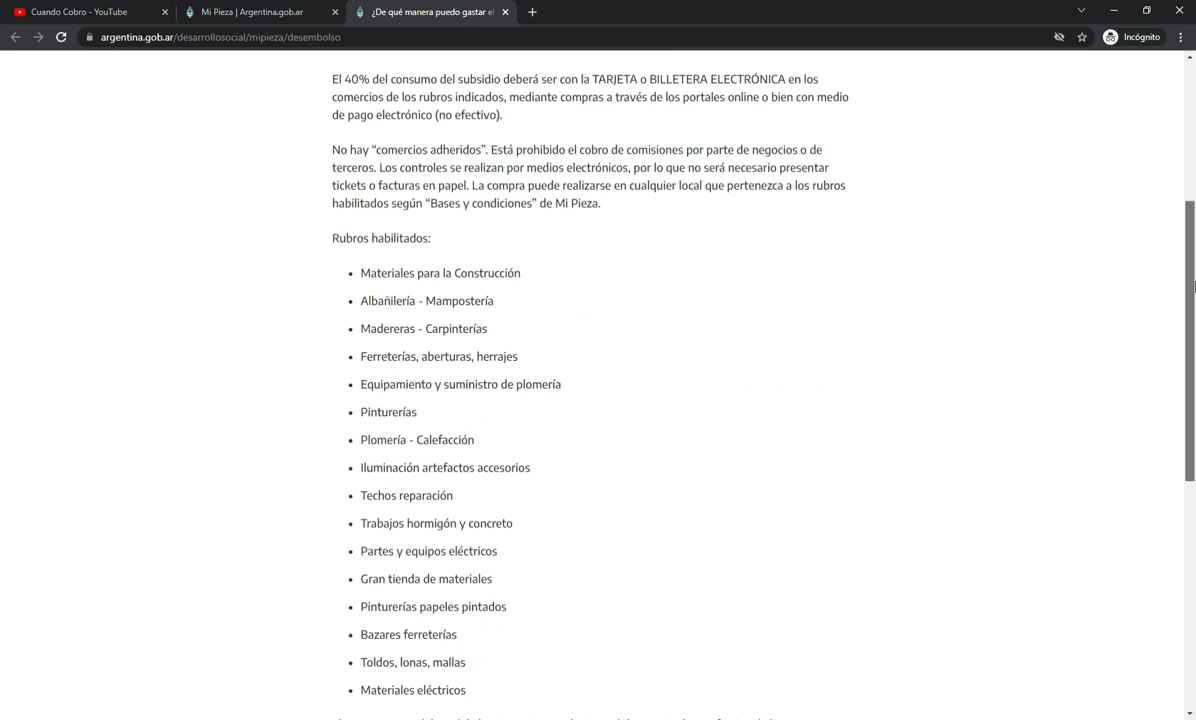 Cuando Cobro - YouTube
Mi Pieza | Argentina.gob.ar
¿De qué manera puedo gastar el
argentina.gob.ar/desarrollosocial/mipieza/desembolso
Incógnito
El 40% del consumo del subsidio deberá ser con la TARJETA o BILLETERA ELECTRÓNICA en los
comercios de los rubros indicados, mediante compras a través de los portales online o bien con medio
de pago electrónico (no efectivo).
No hay “comercios adheridos”. Está prohibido el cobro de comisiones por parte de negocios o de
terceros. Los controles se realizan por medios electrónicos, por lo que no será necesario presentar
tickets o facturas en papel. La compra puede realizarse en cualquier local que pertenezca a los rubros
habilitados según “Bases y condiciones” de Mi Pieza.
Rubros habilitados:
• Materiales para la Construcción
• Albañilería - Mampostería
• Madereras - Carpinterías
• Ferreterías, aberturas, herrajes
• Equipamiento y suministro de plomería
• Pinturerías
• Plomería - Calefacción
• Iluminación artefactos accesorios
• Techos reparación
• Trabajos hormigón y concreto
• Partes y equipos eléctricos
• Gran tienda de materiales
• Pinturerías papeles pintados
• Bazares ferreterías
• Toldos, lonas, mallas
• Materiales eléctricos